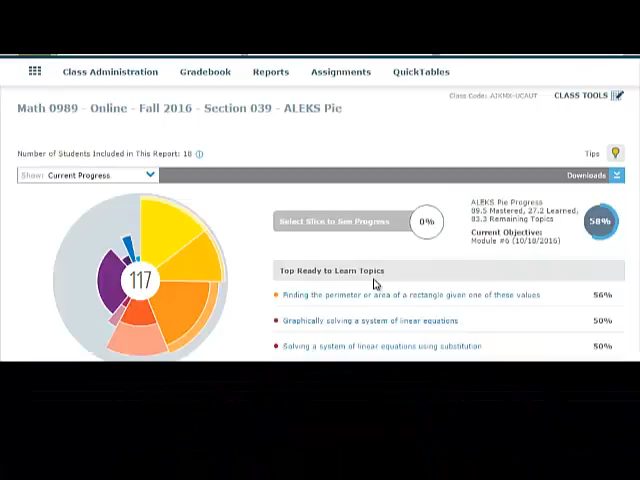 Class Administration Gradebook Reports Assignments QuickTables
Class Code: AJXMX-UCAUT CLASS TOOLS
Math 0989 - Online - Fall 2016 - Section 039 - ALEKS Pie
Number of Students Included in This Report: 18
Tips
Show: Current Progress
Downloads
ALEKS Pie Progress
89.5 Mastered, 27.2 Learned,
83.3 Remaining Topics
Current Objective:
Module #6 (10/18/2016)
58%
Select Slice to See Progress 0%
117
Top Ready to Learn Topics
Finding the perimeter or area of a rectangle given one of these values 56%
Graphically solving a system of linear equations 50%
Solving a system of linear equations using substitution 50%